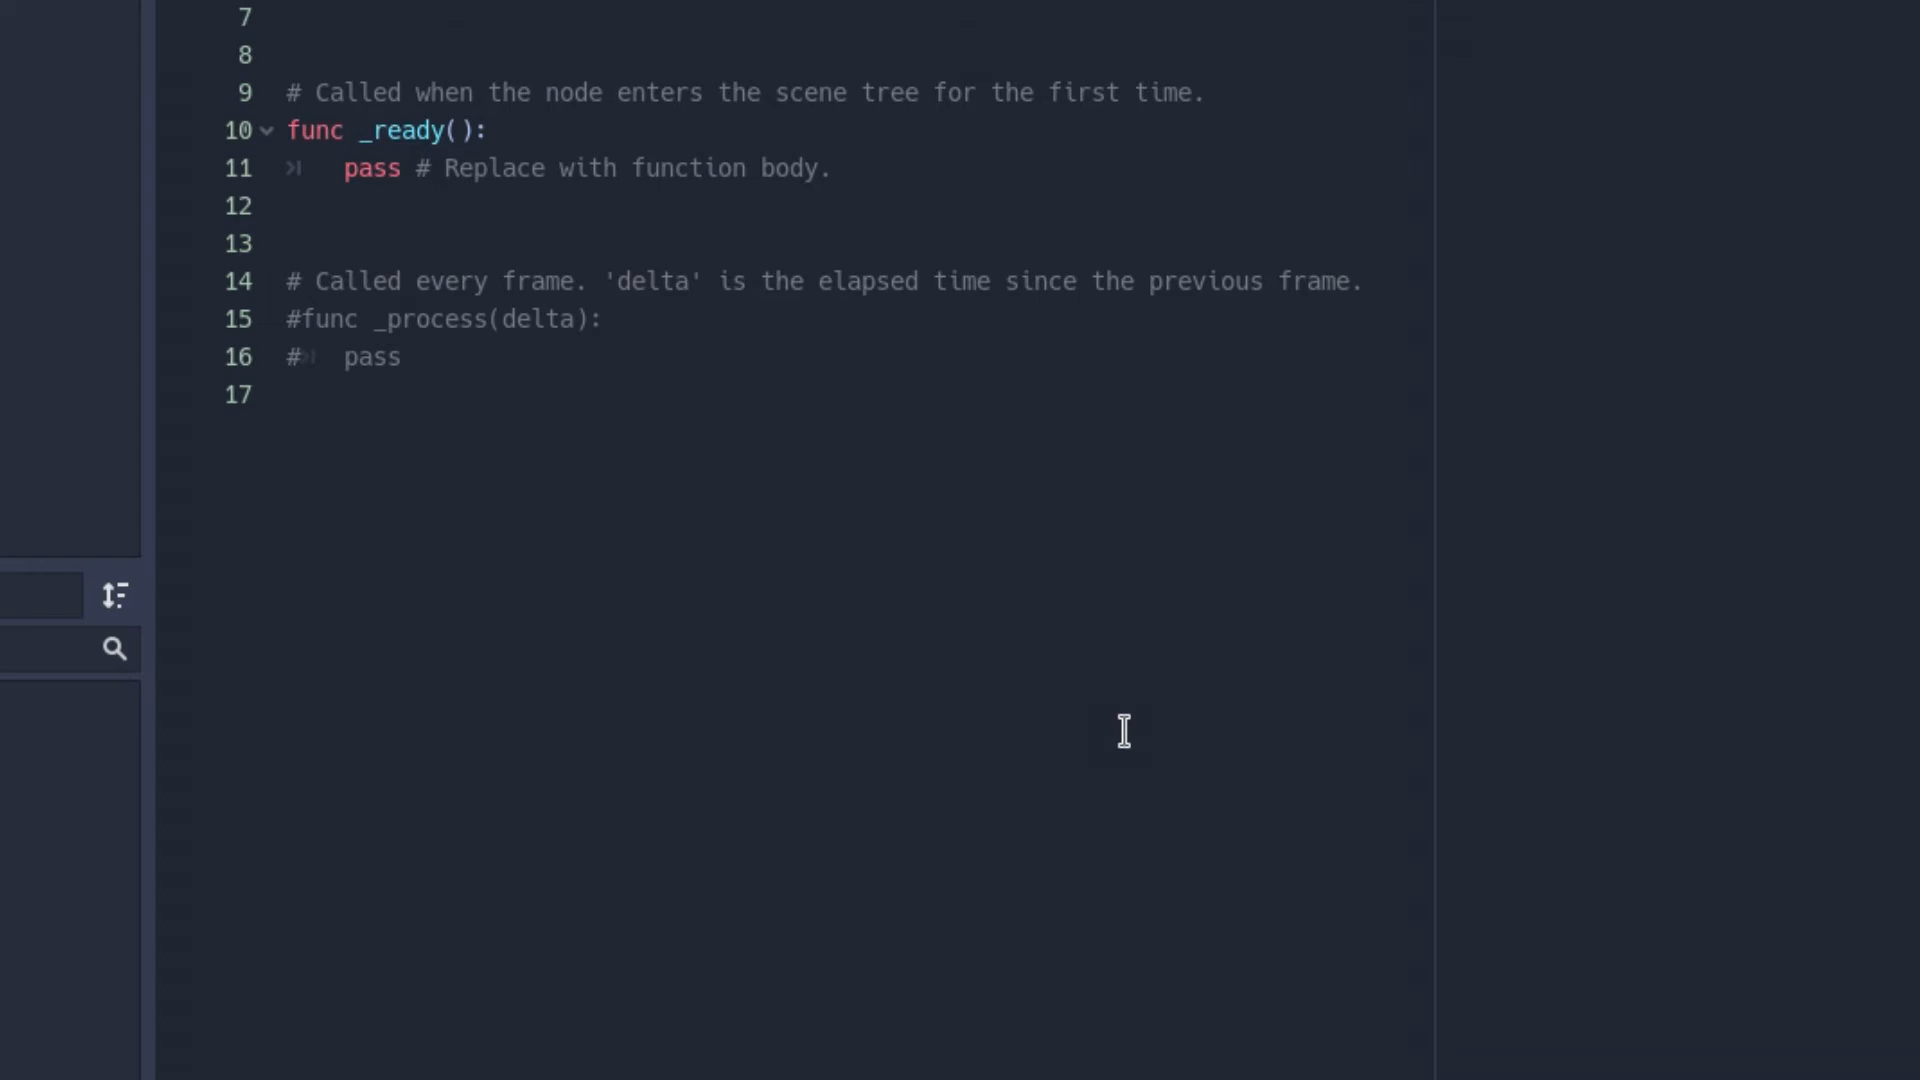 7
8
9 # Called when the node enters the scene tree for the first time.
10 func _ready():
11 pass # Replace with function body.
12
13
14 # Called every frame. 'delta' is the elapsed time since the previous frame.
15 #func _process(delta):
16 # pass
17